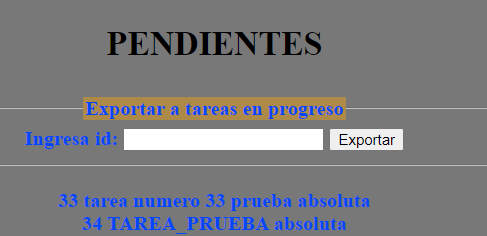 PENDIENTES
Exportar a tareas en progreso
Ingresa id: Exportar
33 tarea numero 33 prueba absoluta
34 TAREA_PRUEBA absoluta